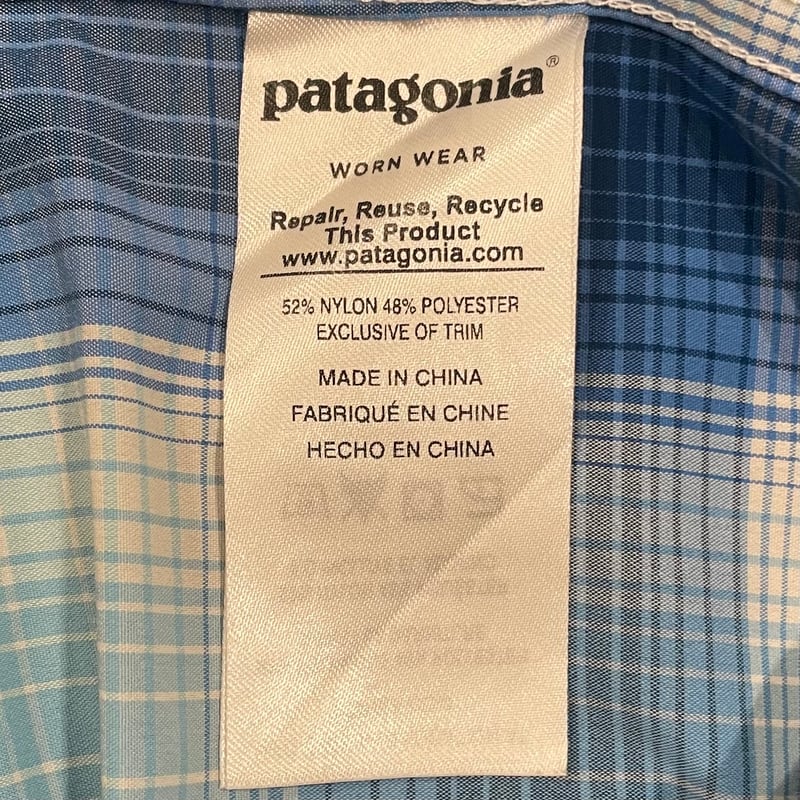 patagonia®
WORN WEAR
Repair, Reuse, Recycle
This Product
www.patagonia.com
52% NYLON 48% POLYESTER
EXCLUSIVE OF TRIM
MADE IN CHINA
FABRIQUÉ EN CHINE
HECHO EN CHINA